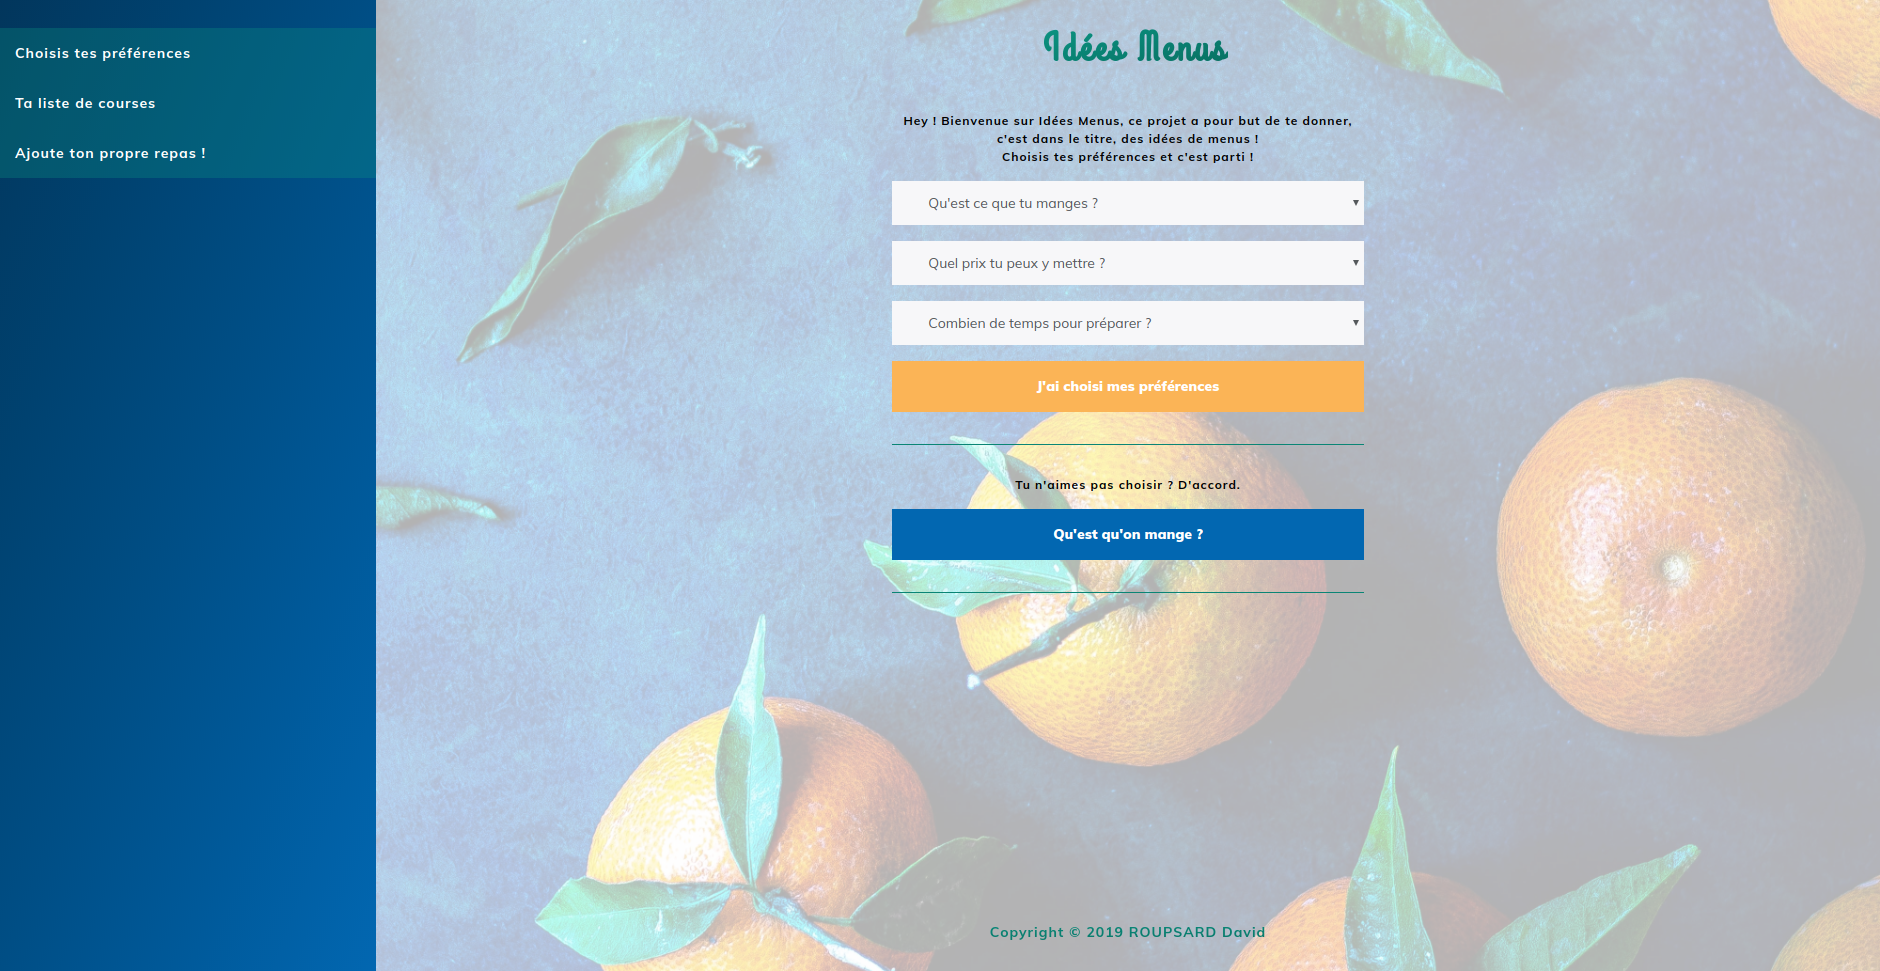 Choisis tes préférences
Ta liste de courses
Ajoute ton propre repas !
Idées Menus
Hey ! Bienvenue sur Idées Menus, ce projet a pour but de te donner,
c'est dans le titre, des idées de menus !
Choisis tes préférences et c'est parti !
Qu'est ce que tu manges ?
Quel prix tu peux y mettre ?
Combien de temps pour préparer ?
J'ai choisi mes préférences
Tu n'aimes pas choisir ? D'accord.
Qu'est qu'on mange ?
Copyright © 2019 ROUPSARD David